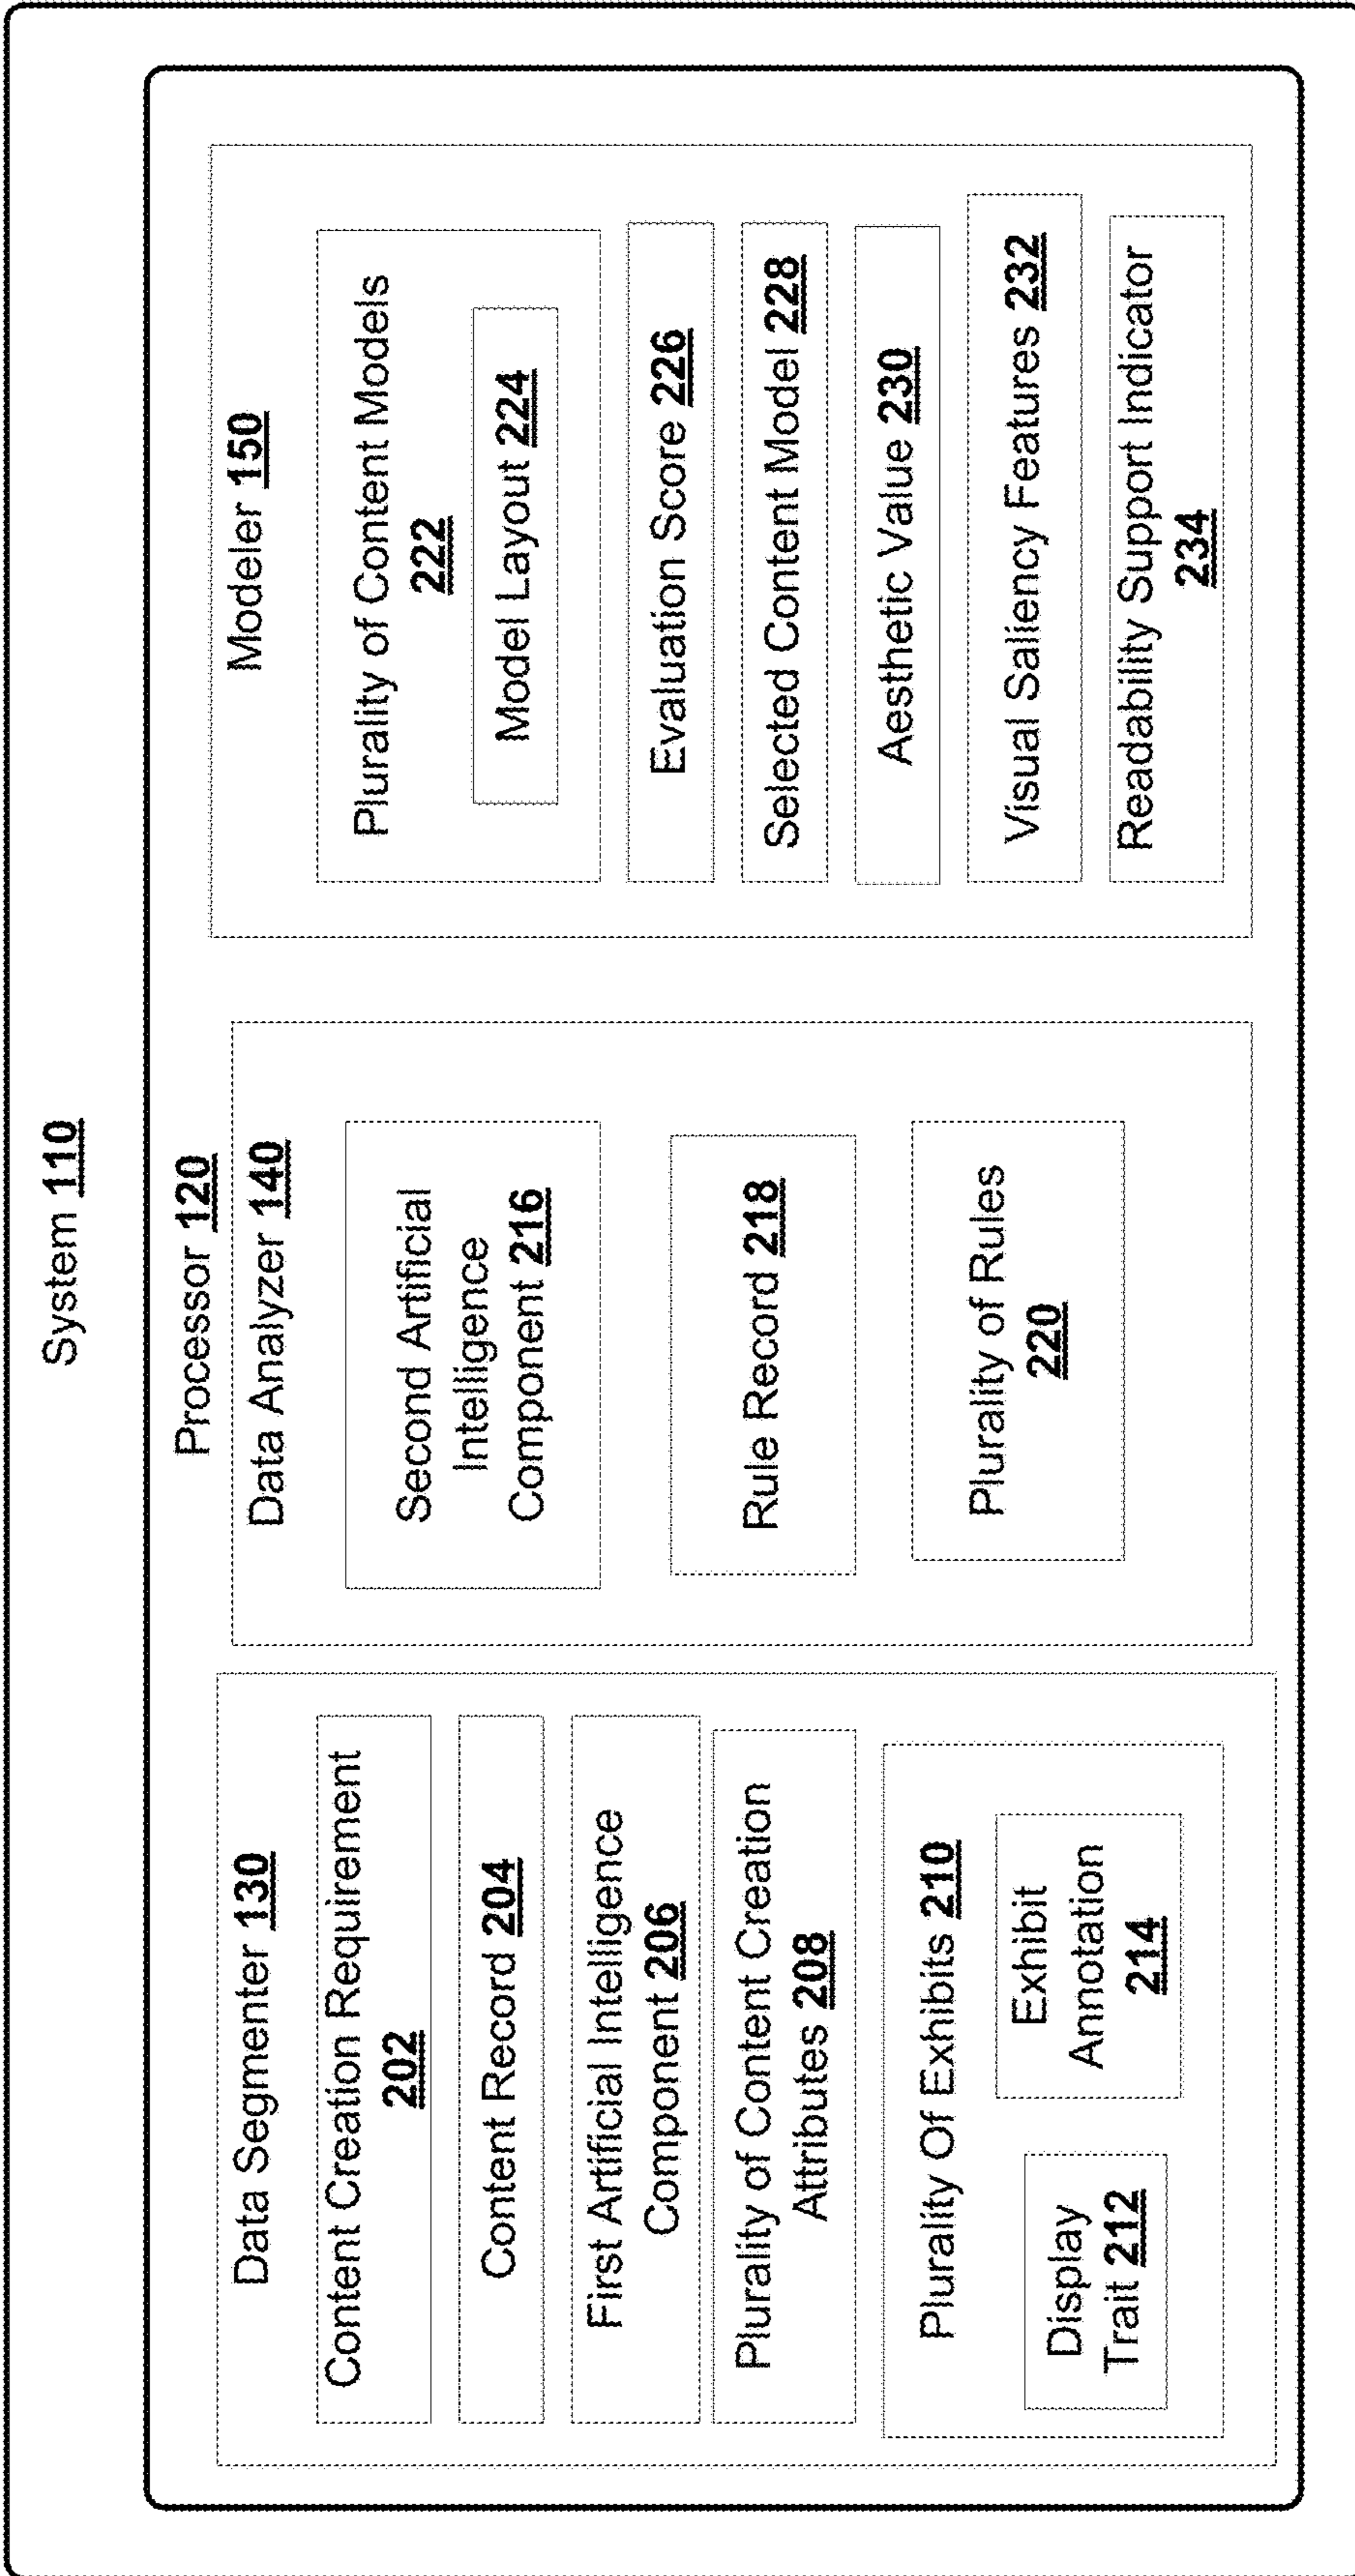 System 110
Processor 120
Data Segmenter 130
Content Creation Requirement
202
Content Record 204
First Artificial Intelligence
Component 206
Plurality of Content Creation
Attributes 208
Plurality Of Exhibits 210
Display
Trait 212
Exhibit
Annotation
214
Data Analyzer 140
Second Artificial
Intelligence
Component 216
Rule Record 218
Plurality of Rules
220
Modeler 150
Plurality of Content Models
222
Model Layout 224
Evaluation Score 226
Selected Content Model 228
Aesthetic Value 230
Visual Saliency Features 232
Readability Support Indicator
234